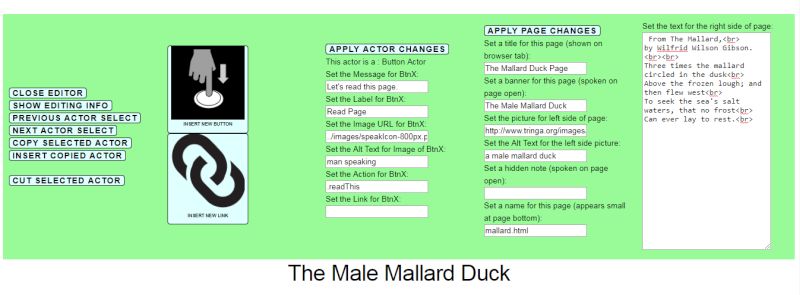 CLOSE EDITOR
SHOW EDITING INFO
PREVIOUS ACTOR SELECT
NEXT ACTOR SELECT
COPY SELECTED ACTOR
INSERT COPIED ACTOR
CUT SELECTED ACTOR
INSERT NEW BUTTON
INSERT NEW LINK
APPLY ACTOR CHANGES
This actor is a : Button Actor
Set the Message for BtnX:
Let's read this page.
Set the Label for BtnX:
Read Page
Set the Image URL for BtnX:
../images/speakIcon-800px.p
Set the Alt Text for Image of BtnX:
man speaking
Set the Action for BtnX:
.readThis
Set the Link for BtnX:
APPLY PAGE CHANGES
Set a title for this page (shown on
browser tab):
The Mallard Duck Page
Set a banner for this page (spoken on
page open):
The Male Mallard Duck
Set the picture for left side of page:
http://www.tringa.org/images
Set the Alt Text for the left side picture:
a male mallard duck
Set a hidden note (spoken on page
open):
Set a name for this page (appears small
at page bottom):
mallard.html
Set the text for the right side of page:
From The Mallard,<br>
by Wilfrid Wilson Gibson.
<br><br>
Three times the mallard
circled in the dusk<br>
Above the frozen lough; and
then flew west<br>
To seek the sea's salt
waters, that no frost<br>
Can ever lay to rest.<br>
The Male Mallard Duck